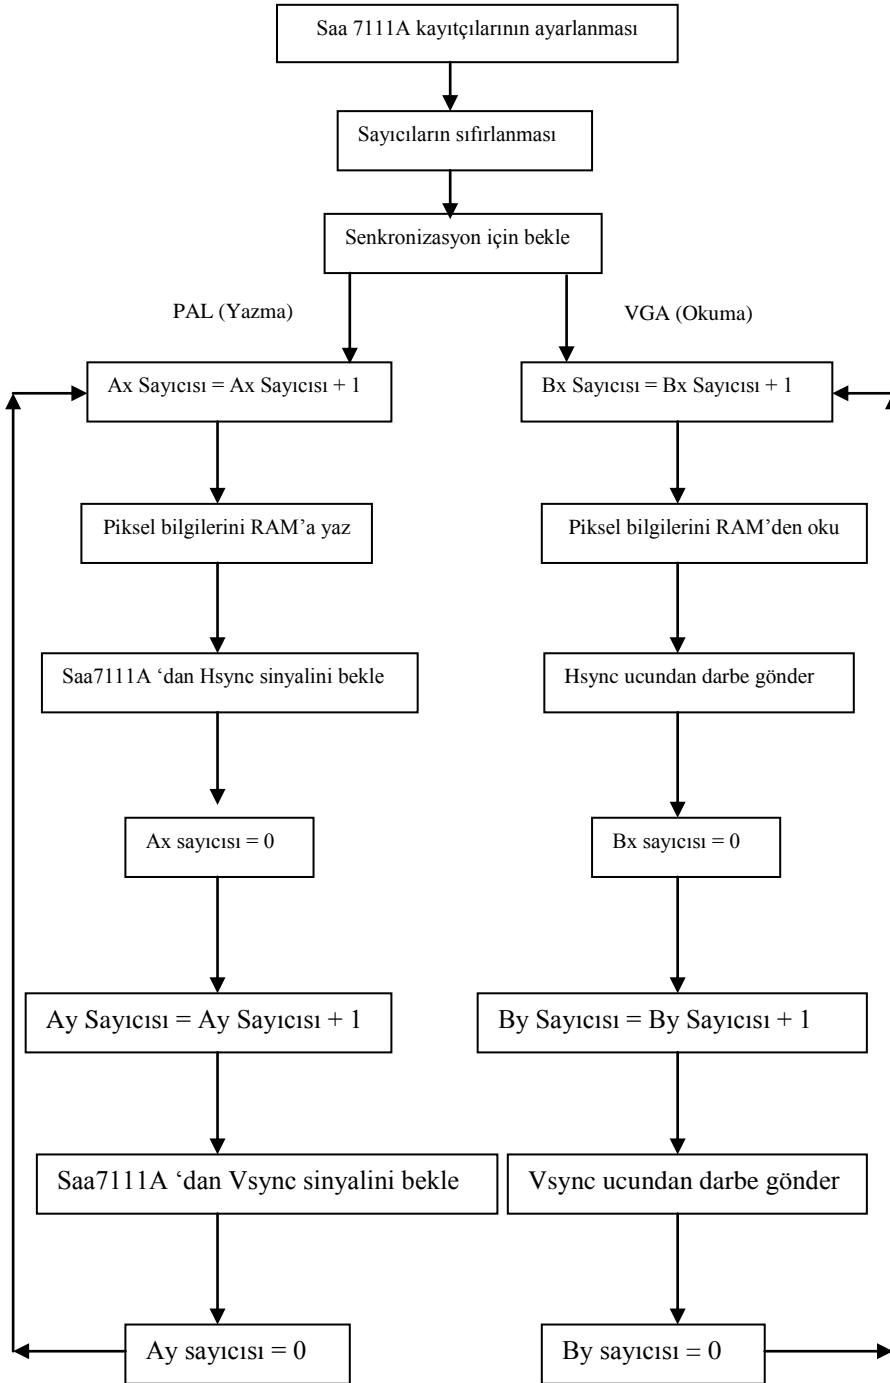 Saa 7111A kayıtçılarının ayarlanması
Sayıcıların sıfırlanması
Senkronizasyon için bekle
PAL (Yazma)
VGA (Okuma)
Ax Sayıcısı = Ax Sayıcısı + 1
Bx Sayıcısı = Bx Sayıcısı + 1
Piksel bilgilerini RAM’a yaz
Piksel bilgilerini RAM’den oku
Saa7111A ‘dan Hsync sinyalini bekle
Hsync ucundan darbe gönder
Ax sayıcısı = 0
Bx sayıcısı = 0
Ay Sayıcısı = Ay Sayıcısı + 1
By Sayıcısı = By Sayıcısı + 1
Saa7111A ‘dan Vsync sinyalini bekle
Vsync ucundan darbe gönder
Ay sayıcısı = 0
By sayıcısı = 0